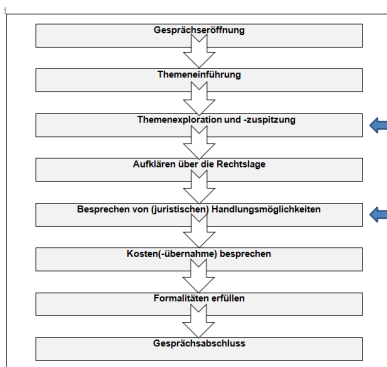 Gesprächseröffnung
Themeneinführung
Themenexploration und -zuspitzung
Aufklären über die Rechtslage
Besprechen von (juristischen) Handlungsmöglichkeiten
Kosten(-übernahme) besprechen
Formalitäten erfüllen
Gesprächsabschluss